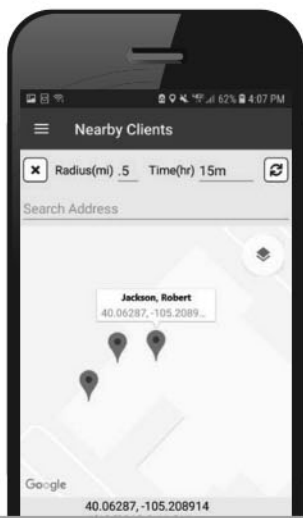 62% 4:07 PM
Nearby Clients
Radius(mi) .5 Time(hr) 15m
Search Address
Jackson, Robert
40.06287,-105.2089...
Google
40.06287, -105.208914